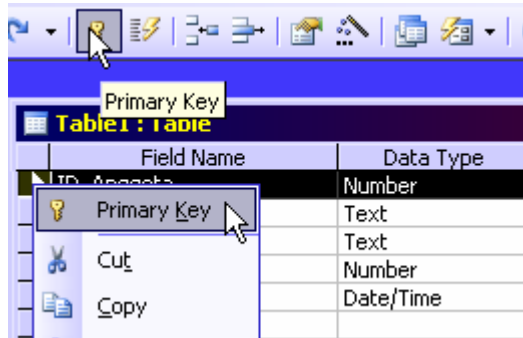 Primary Key
Table1 : Table
Field Name Data Type
ID_Anggota Number
Primary Key Text
Text
Cut Number
Copy Date/Time